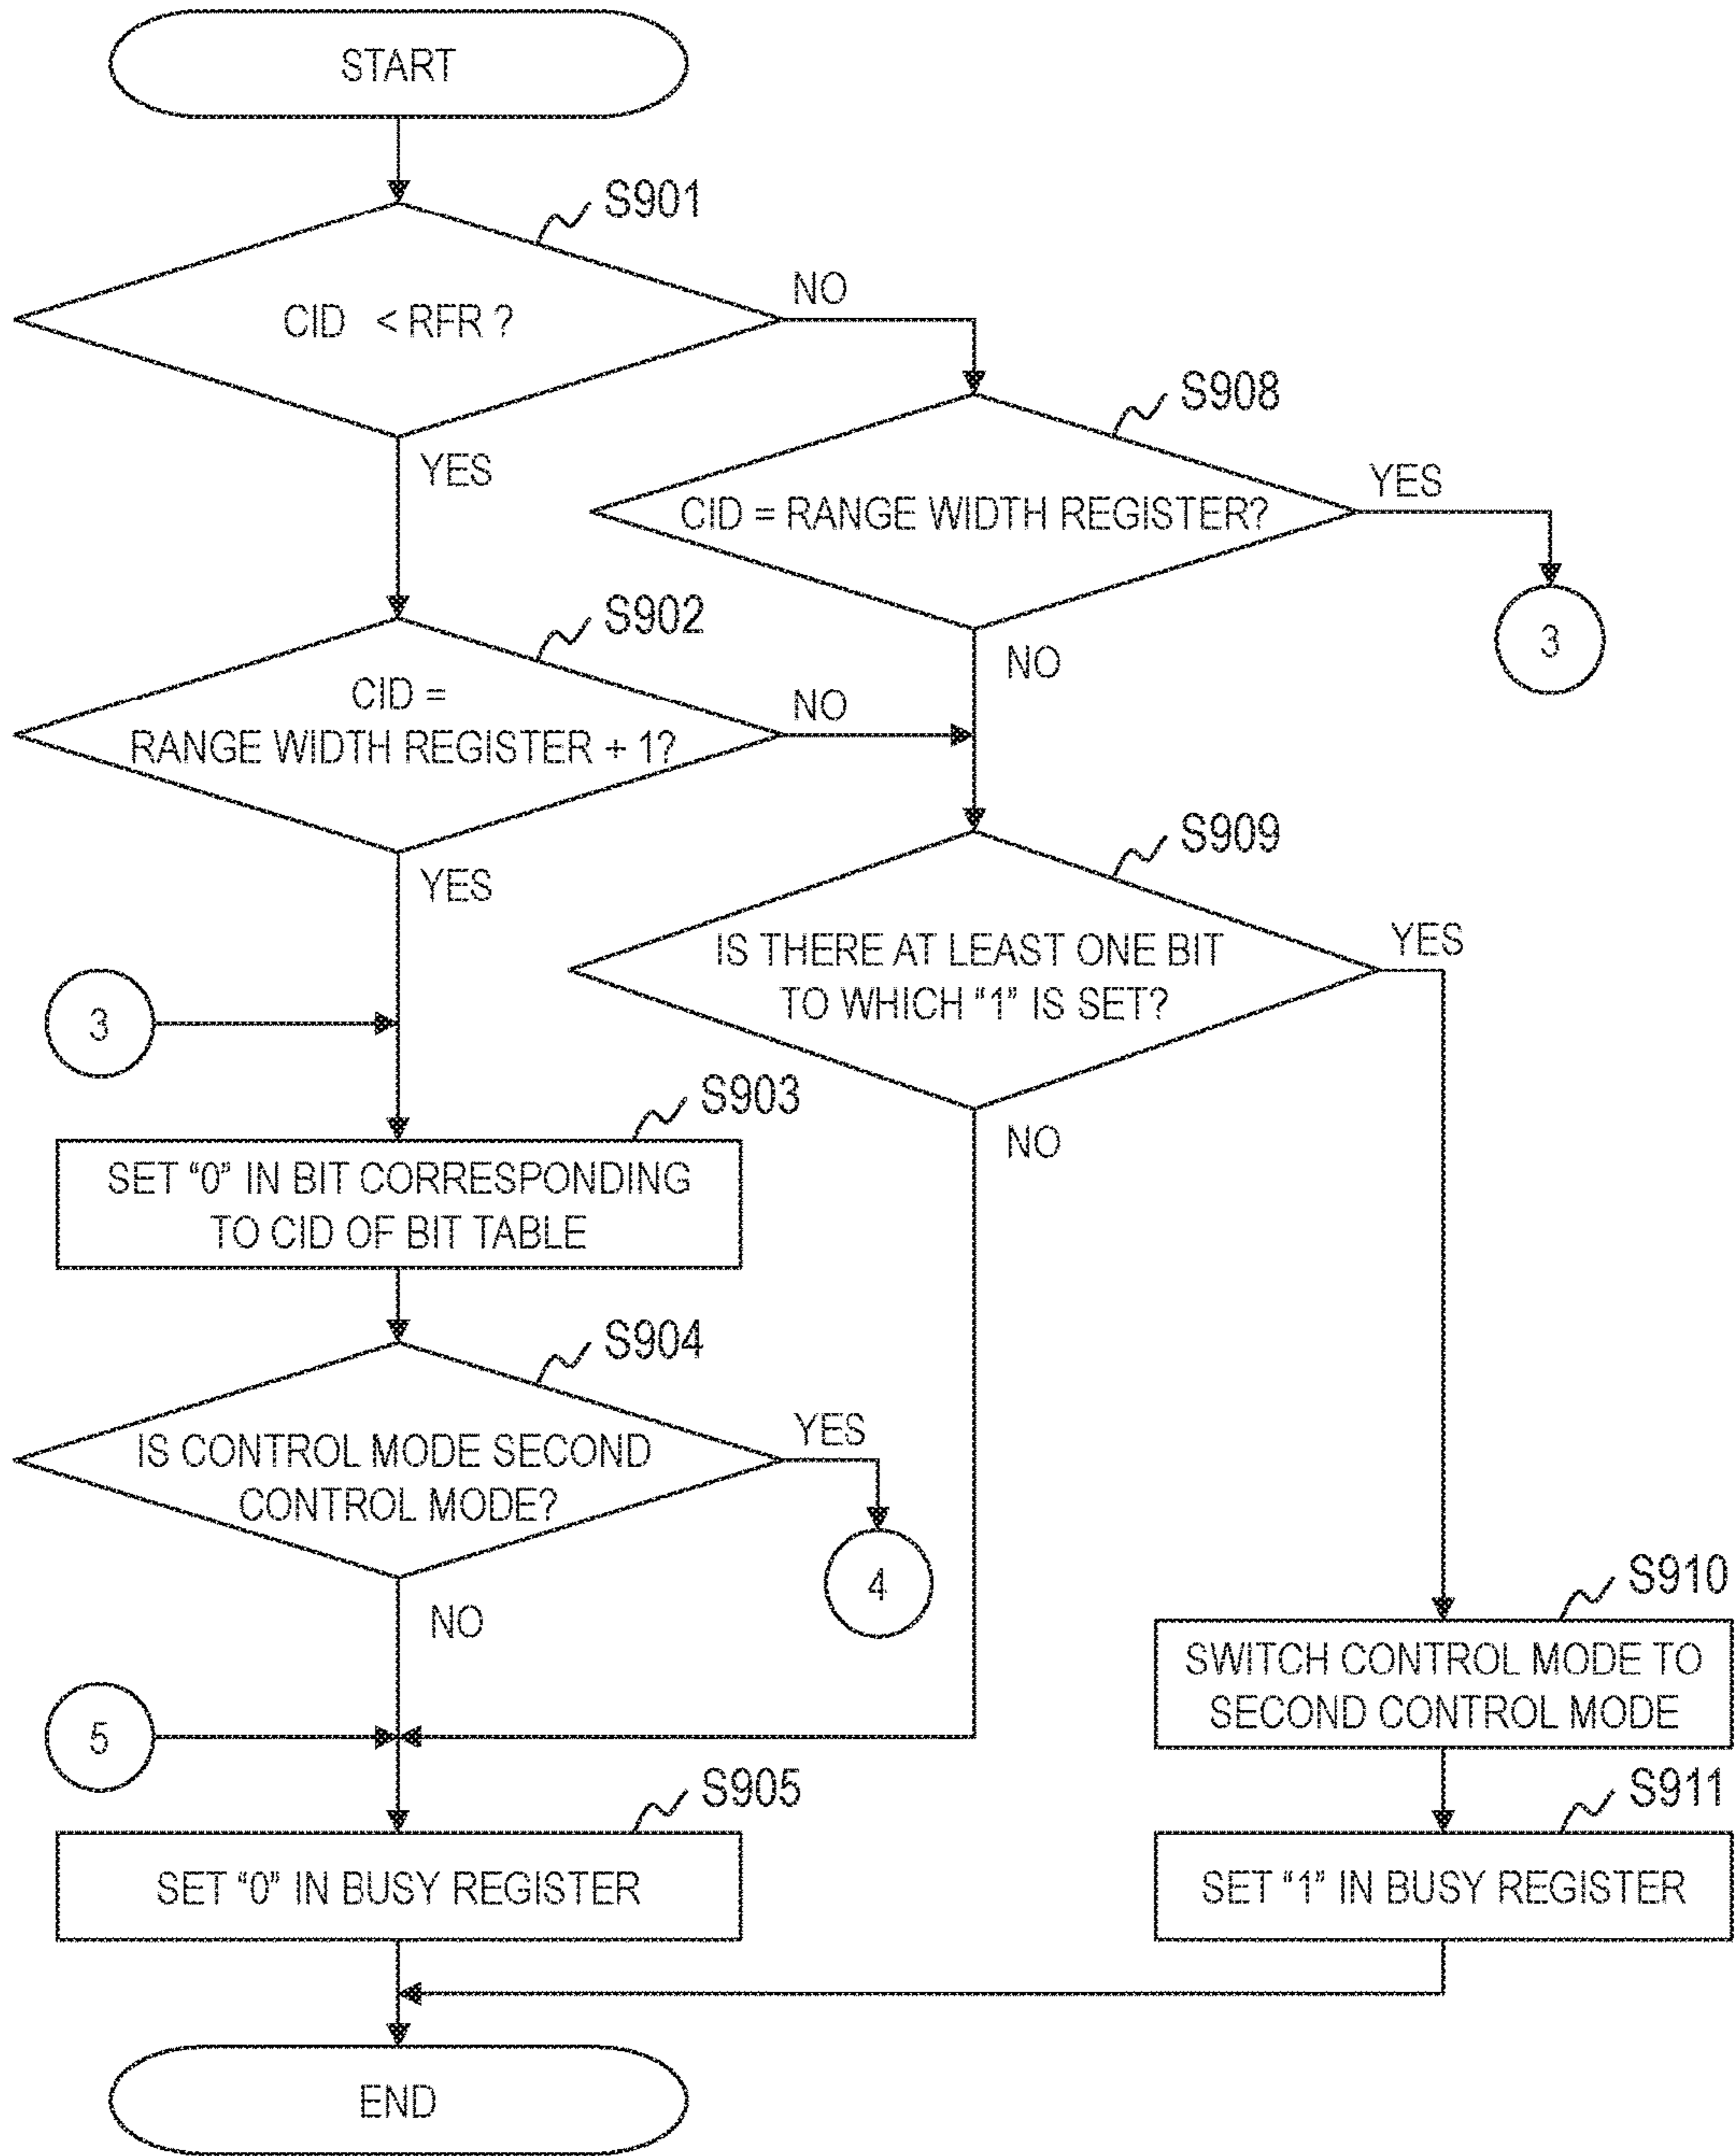 START
S901
CID < RFR ?
NO
YES
S908
CID = RANGE WIDTH REGISTER?
YES
3
NO
S902
CID =
RANGE WIDTH REGISTER + 1?
NO
YES
S909
IS THERE AT LEAST ONE BIT
TO WHICH "1" IS SET?
YES
NO
3
S903
SET "0" IN BIT CORRESPONDING
TO CID OF BIT TABLE
S904
IS CONTROL MODE SECOND
CONTROL MODE?
YES
4
NO
5
S905
SET "0" IN BUSY REGISTER
S910
SWITCH CONTROL MODE TO
SECOND CONTROL MODE
S911
SET "1" IN BUSY REGISTER
END